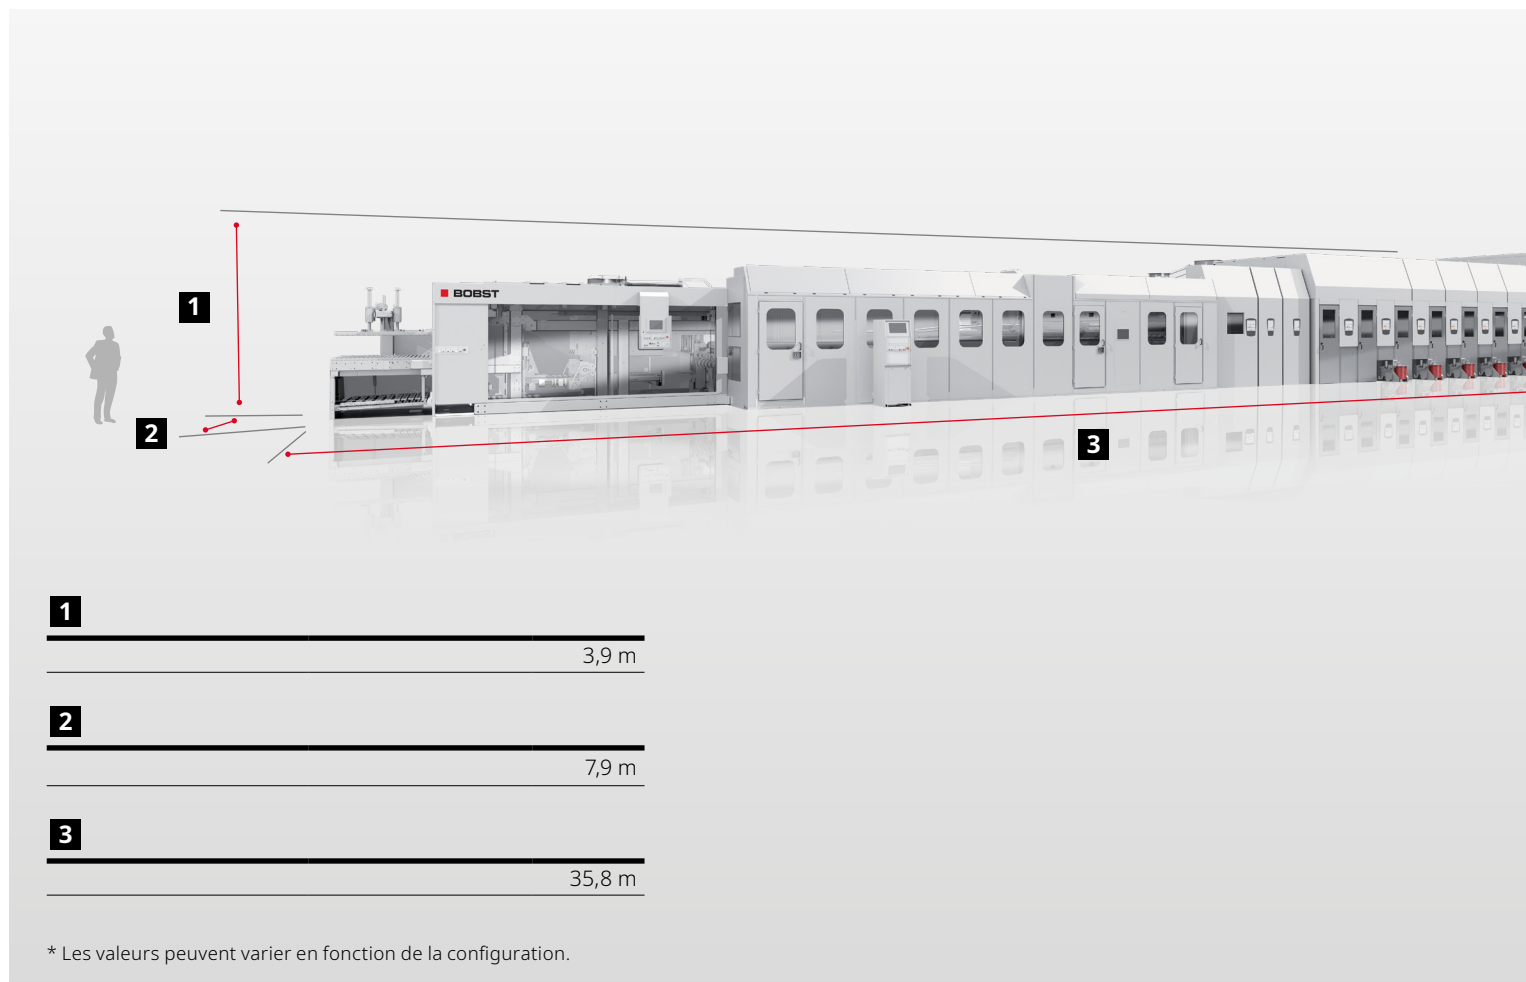 BOBST
1
2
3
1
3,9 m
2
7,9 m
3
35,8 m
* Les valeurs peuvent varier en fonction de la configuration.